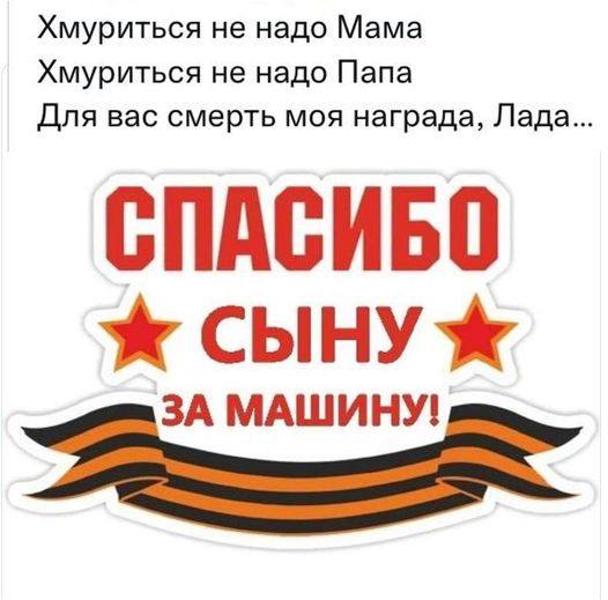 Хмуриться не надо Мама
Хмуриться не надо Папа
Для вас смерть моя награда, Лада...
СПАСИБО
СЫНУ
ЗА МАШИНУ!